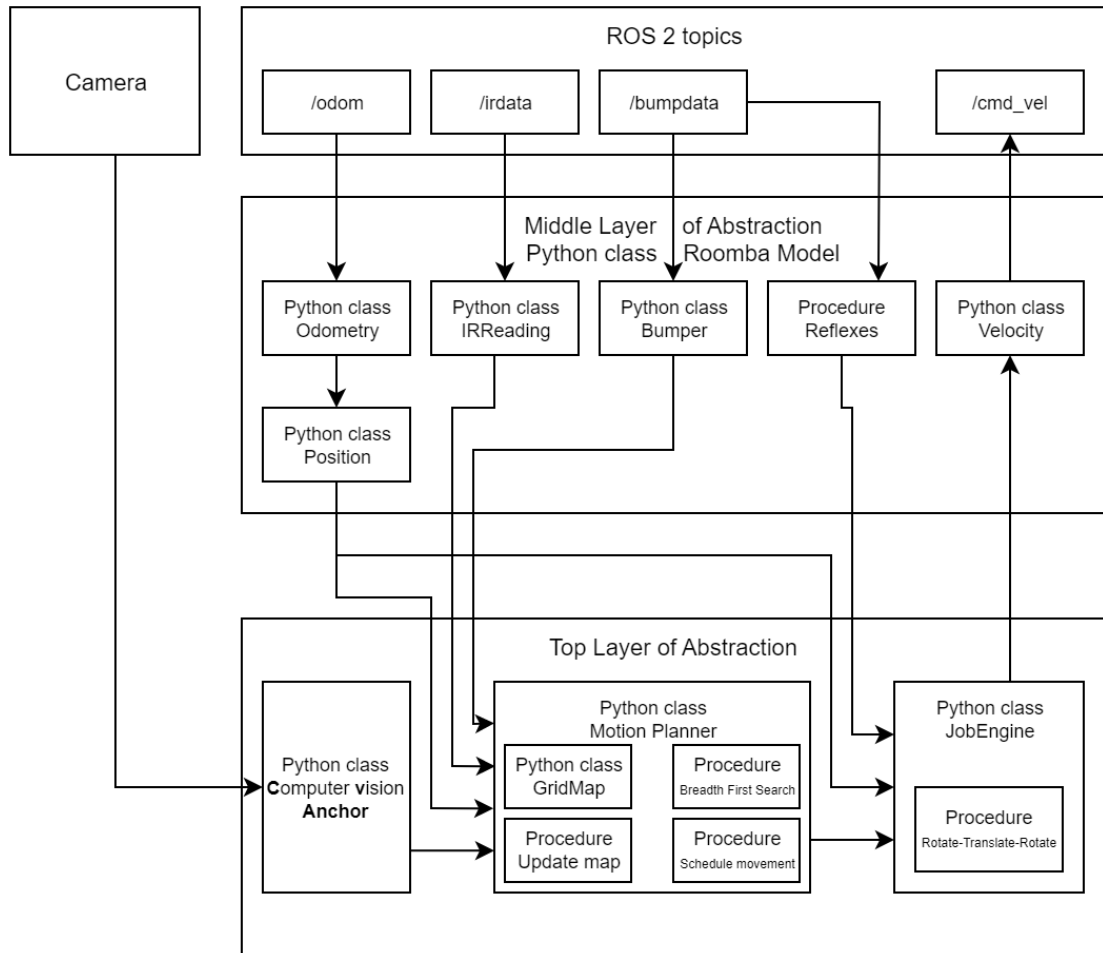 Camera
ROS 2 topics
/odom
/irdata
/bumpdata
/cmd_vel
Middle Layer of Abstraction
Python class Roomba Model
Python class
Odometry
Python class
IRReading
Python class
Bumper
Procedure
Reflexes
Python class
Velocity
Python class
Position
Top Layer of Abstraction
Python class
Computer vision
Anchor
Python class
Motion Planner
Python class
GridMap
Procedure
Breadth First Search
Procedure
Update map
Procedure
Schedule movement
Python class
JobEngine
Procedure
Rotate-Translate-Rotate